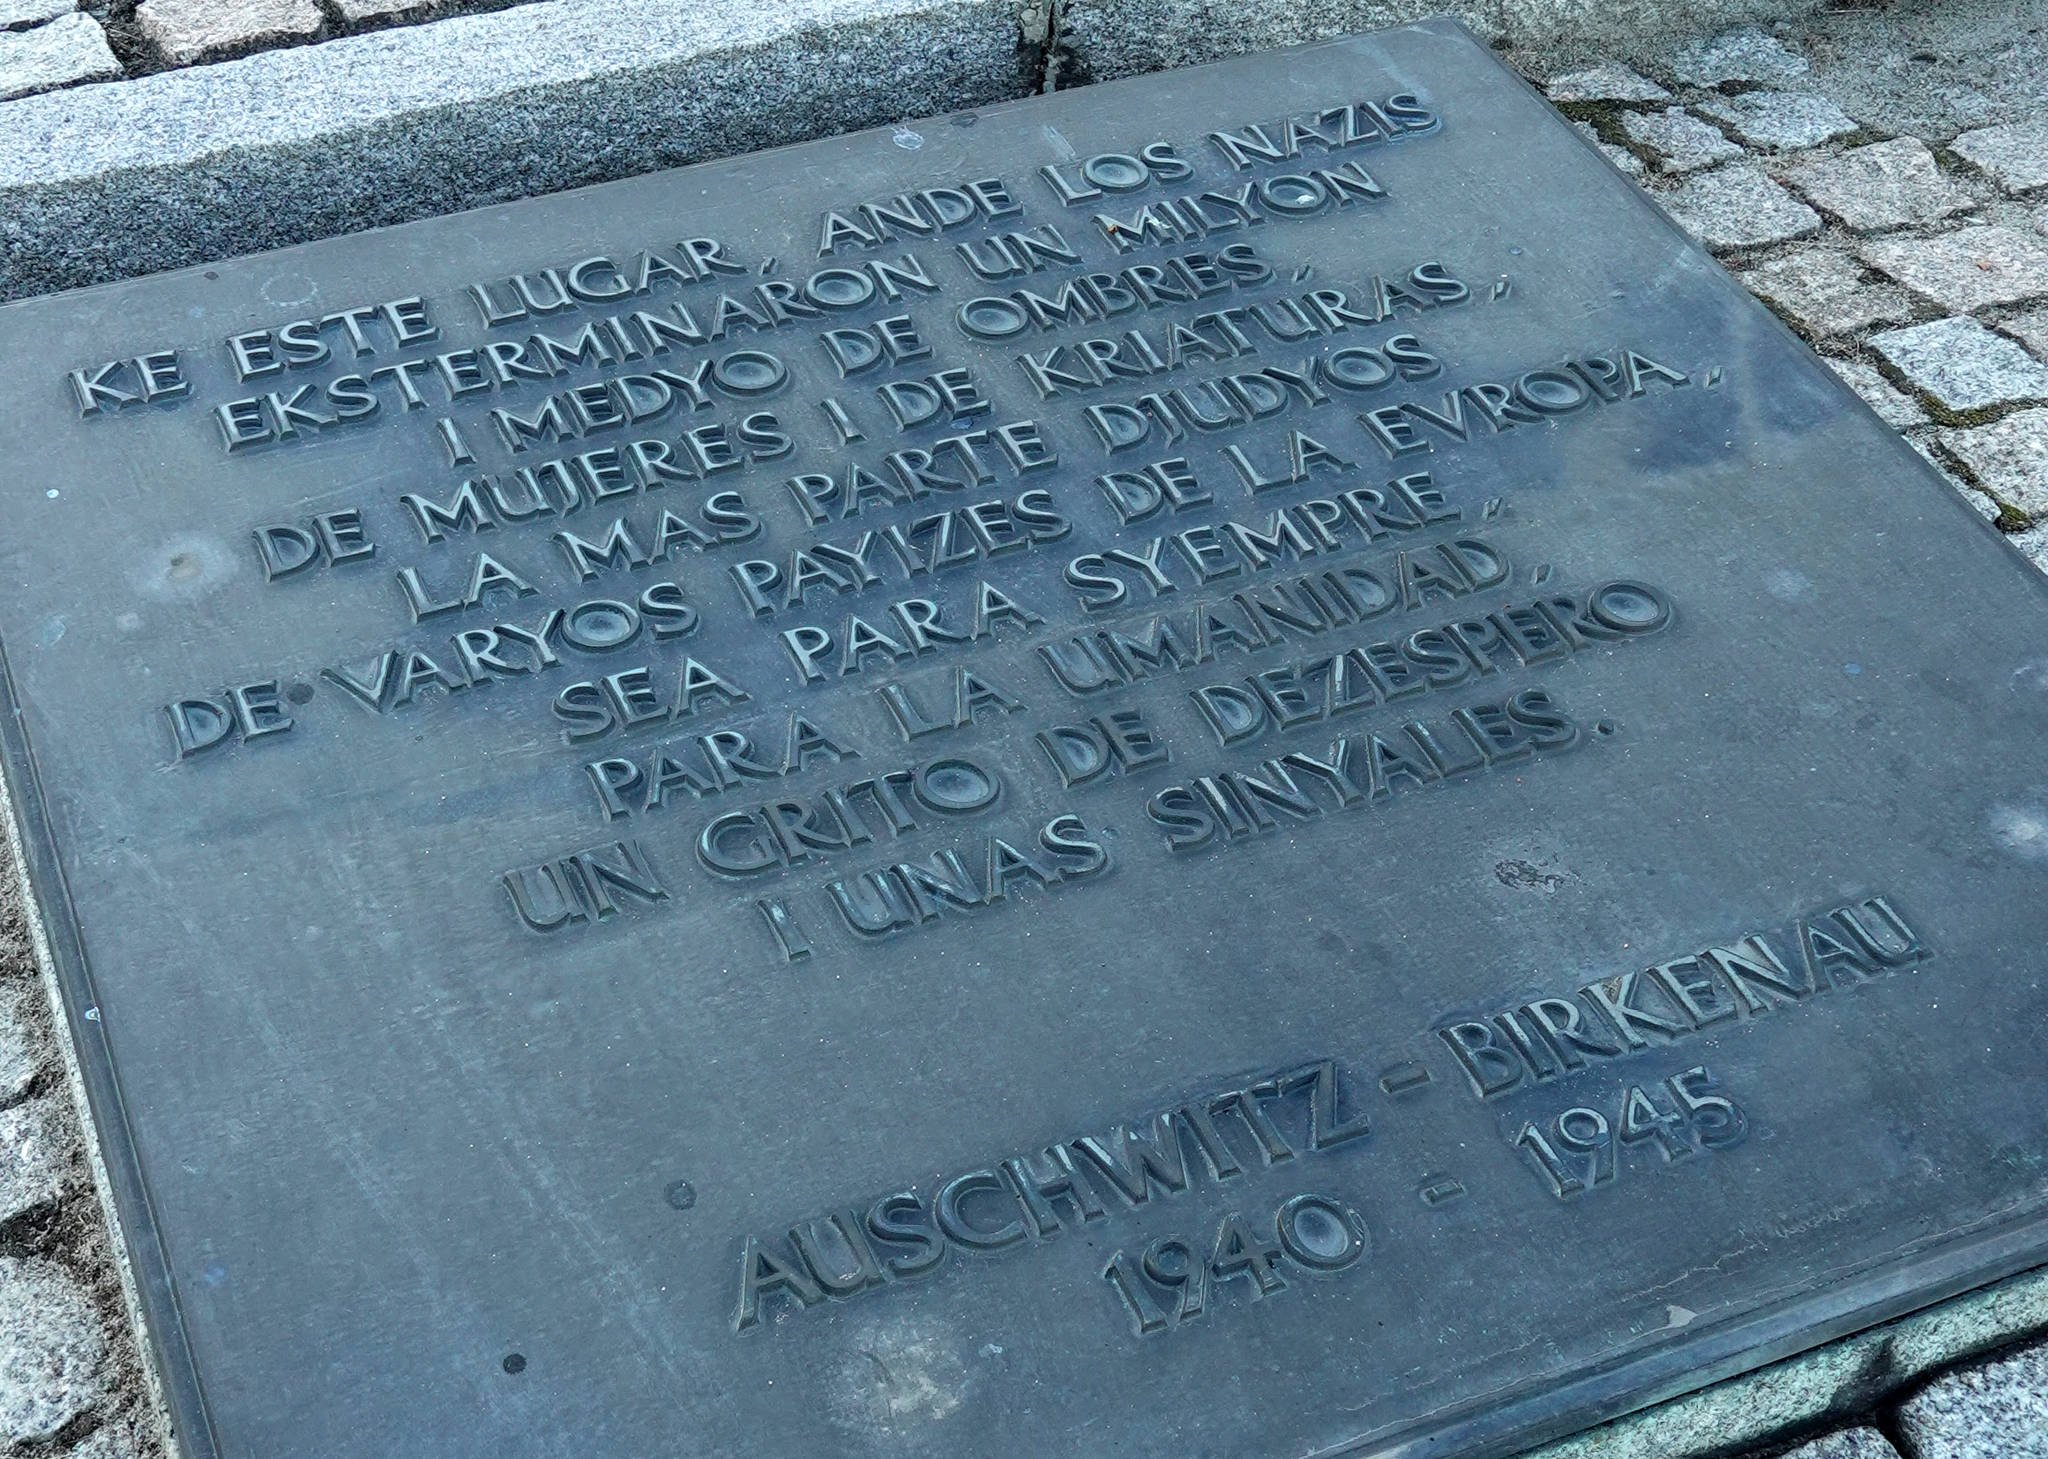 KE ESTE LUGAR, ANDE LOS NAZIS
EKSTERMINARON UN MILYON
I MEDYO DE OMBRES,
DE MUJERES I DE KRIATURAS,
LA MAS PARTE DJUDYOS
DE VARYOS PAYIZES DE LA EVROPA,
SEA PARA SYEMPRE,
PARA LA UMANIDAD,
UN GRITO DE DEZESPERO
I UNAS SINYALES.
AUSCHWITZ - BIRKENAU
1940 - 1945